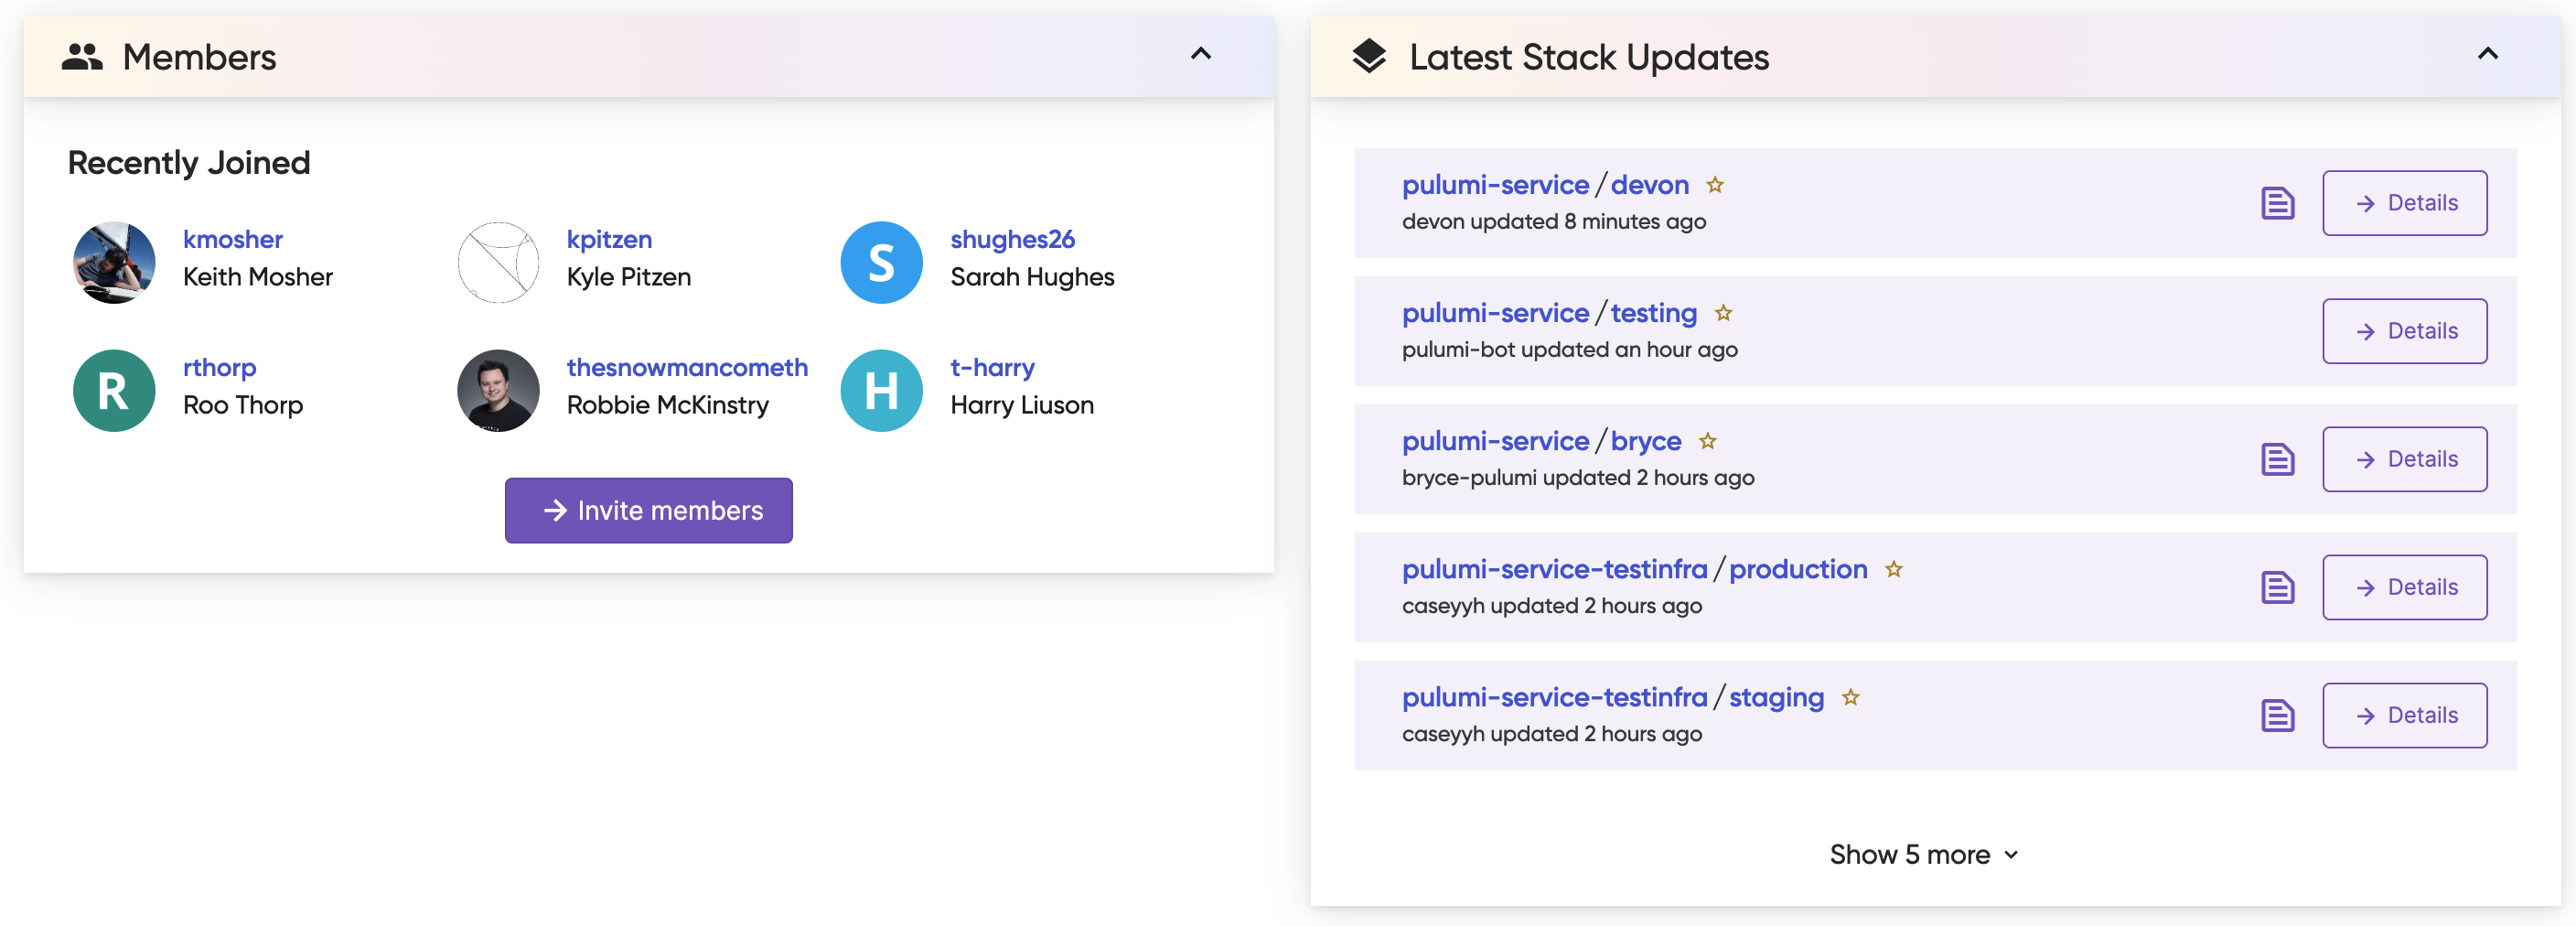 Members
Recently Joined
kmosher
Keith Mosher
kpitzen
Kyle Pitzen
S
shughes26
Sarah Hughes
R
rthorp
Roo Thorp
thesnowmancometh
Robbie McKinstry
H
t-harry
Harry Liuson
Invite members
Latest Stack Updates
pulumi-service/devon
devon updated 8 minutes ago
Details
pulumi-service/testing
pulumi-bot updated an hour ago
Details
pulumi-service/bryce
bryce-pulumi updated 2 hours ago
Details
pulumi-service-testinfra/production
caseyyh updated 2 hours ago
Details
pulumi-service-testinfra/staging
caseyyh updated 2 hours ago
Details
Show 5 more